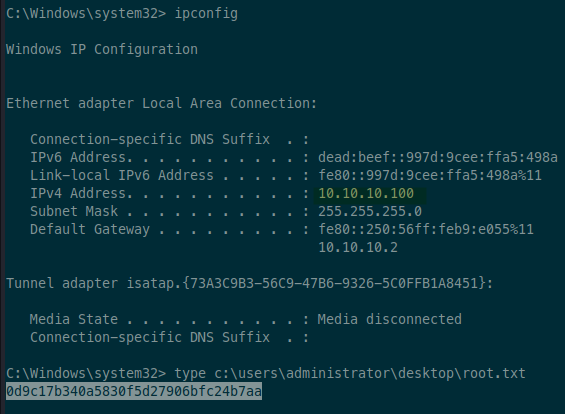 C:\Windows\system32> ipconfig
Windows IP Configuration
Ethernet adapter Local Area Connection:
Connection-specific DNS Suffix  . :
IPv6 Address. . . . . . . . . . . : dead:beef::997d:9cee:ffa5:498a
Link-local IPv6 Address . . . . . : fe80::997d:9cee:ffa5:498a%11
IPv4 Address. . . . . . . . . . . : 10.10.10.100
Subnet Mask . . . . . . . . . . . : 255.255.255.0
Default Gateway . . . . . . . . . : fe80::250:56ff:feb9:e055%11
10.10.10.2
Tunnel adapter isatap.{73A3C9B3-56C9-47B6-9326-5C0FFB1A8451}:
Media State . . . . . . . . . . . : Media disconnected
Connection-specific DNS Suffix  . :
C:\Windows\system32> type c:\users\administrator\desktop\root.txt
0d9c17b340a5830f5d27906bfc24b7aa